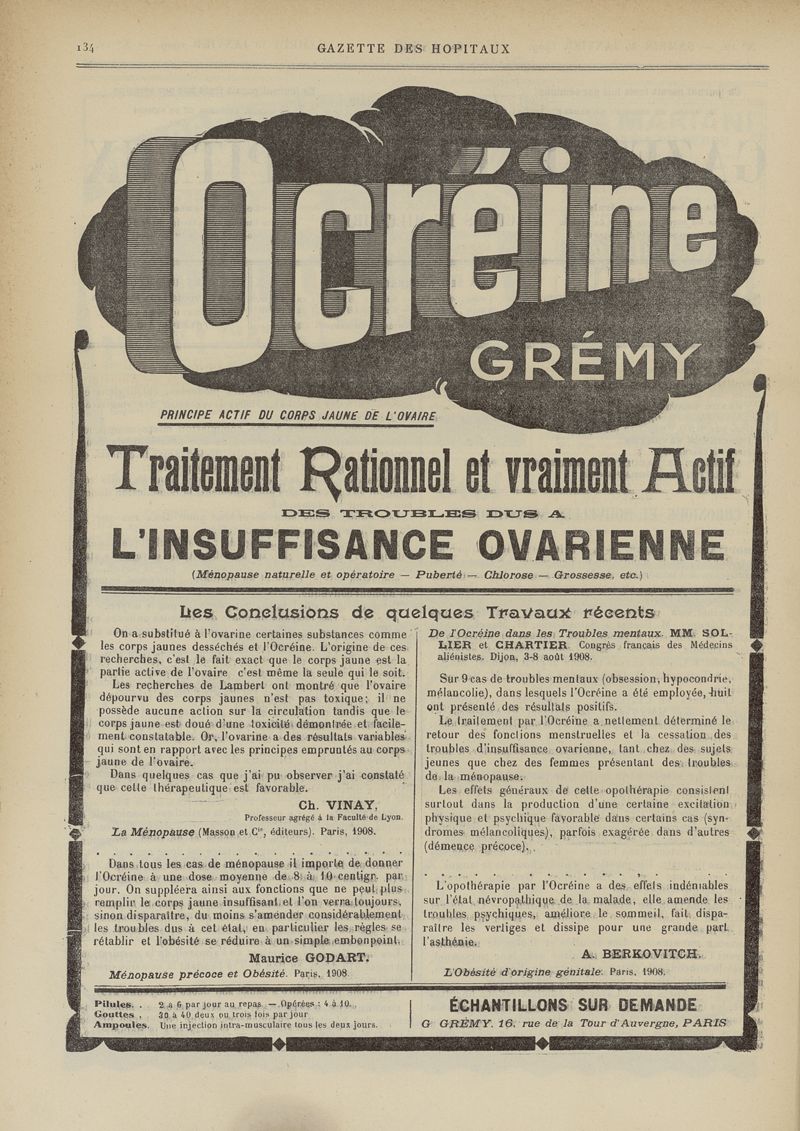 134
GAZETTE DES HOPITAUX
Ocréine
GRÉMY
PRINCIPE ACTIF DU CORPS JAUNE DE L'OVAIRE
Traitement Rationnel et vraiment Actif
DES TROUBLES DUS A
L'INSUFFISANCE OVARIENNE
(Ménopause naturelle et opératoire — Puberté — Chlorose — Grossesse, etc.)
Les Conclusions de quelques Travaux récents
On a substitué à l'ovarine certaines substances comme
les corps jaunes desséchés et l'Ocréine. L'origine de ces
recherches, c'est le fait exact que le corps jaune est la
partie active de l'ovaire c'est même la seule qui le soit.
Les recherches de Lambert ont montré que l'ovaire
dépourvu des corps jaunes n'est pas toxique; il ne
possède aucune action sur la circulation tandis que le
corps jaune est doué d'une toxicité démontrée et facile-
ment constatable. Or, l'ovarine a des résultats variables
qui sont en rapport avec les principes empruntés au corps
jaune de l'ovaire.
Dans quelques cas que j'ai pu observer j'ai constaté
que cette thérapeutique est favorable.
Ch. VINAY,
Professeur agrégé à la Faculté de Lyon.
La Ménopause (Masson et Cie, éditeurs). Paris, 1908.
Dans tous les cas de ménopause il importe de donner
l'Ocréine à une dose moyenne de 8 à 10 centigr. par
jour. On suppléera ainsi aux fonctions que ne peut plus
remplir le corps jaune insuffisant et l'on verra toujours,
sinon disparaître, du moins s'amender considérablement
les troubles dus à cet état, en particulier les règles se
rétablir et l'obésité se réduire à un simple embonpoint.
Maurice GODART.
Ménopause précoce et Obésité. Paris, 1908
De l'Ocréine dans les Troubles mentaux. MM. SOL-
LIER et CHARTIER. Congrès français des Médecins
aliénistes. Dijon, 3-8 août 1908.
Sur 9 cas de troubles mentaux (obsession, hypocondrie,
mélancolie), dans lesquels l'Ocréine a été employée, huit
ont présenté des résultats positifs.
Le traitement par l'Ocréine a nettement déterminé le
retour des fonctions menstruelles et la cessation des
troubles d'insuffisance ovarienne, tant chez des sujets
jeunes que chez des femmes présentant des troubles
de la ménopause.
Les effets généraux de cette opothérapie consistent
surtout dans la production d'une certaine excitation
physique et psychique favorable dans certains cas (syn-
dromes mélancoliques), parfois exagérée dans d'autres
(démence précoce).
L'opothérapie par l'Ocréine a des effets indéniables
sur l'état névropathique de la malade, elle amende les
troubles psychiques, améliore le sommeil, fait dispa-
raître les vertiges et dissipe pour une grande part
l'asthénie.
A. BERKOVITCH.
L'Obésité d'origine génitale. Paris, 1908.
Pilules. . 2 à 6 par jour au repas. — Opérées : 4 à 10.
Gouttes . 30 à 40 deux ou trois fois par jour
Ampoules. Une injection intra-musculaire tous les deux jours.
ÉCHANTILLONS SUR DEMANDE
G GRÉMY. 16, rue de la Tour d'Auvergne, PARIS